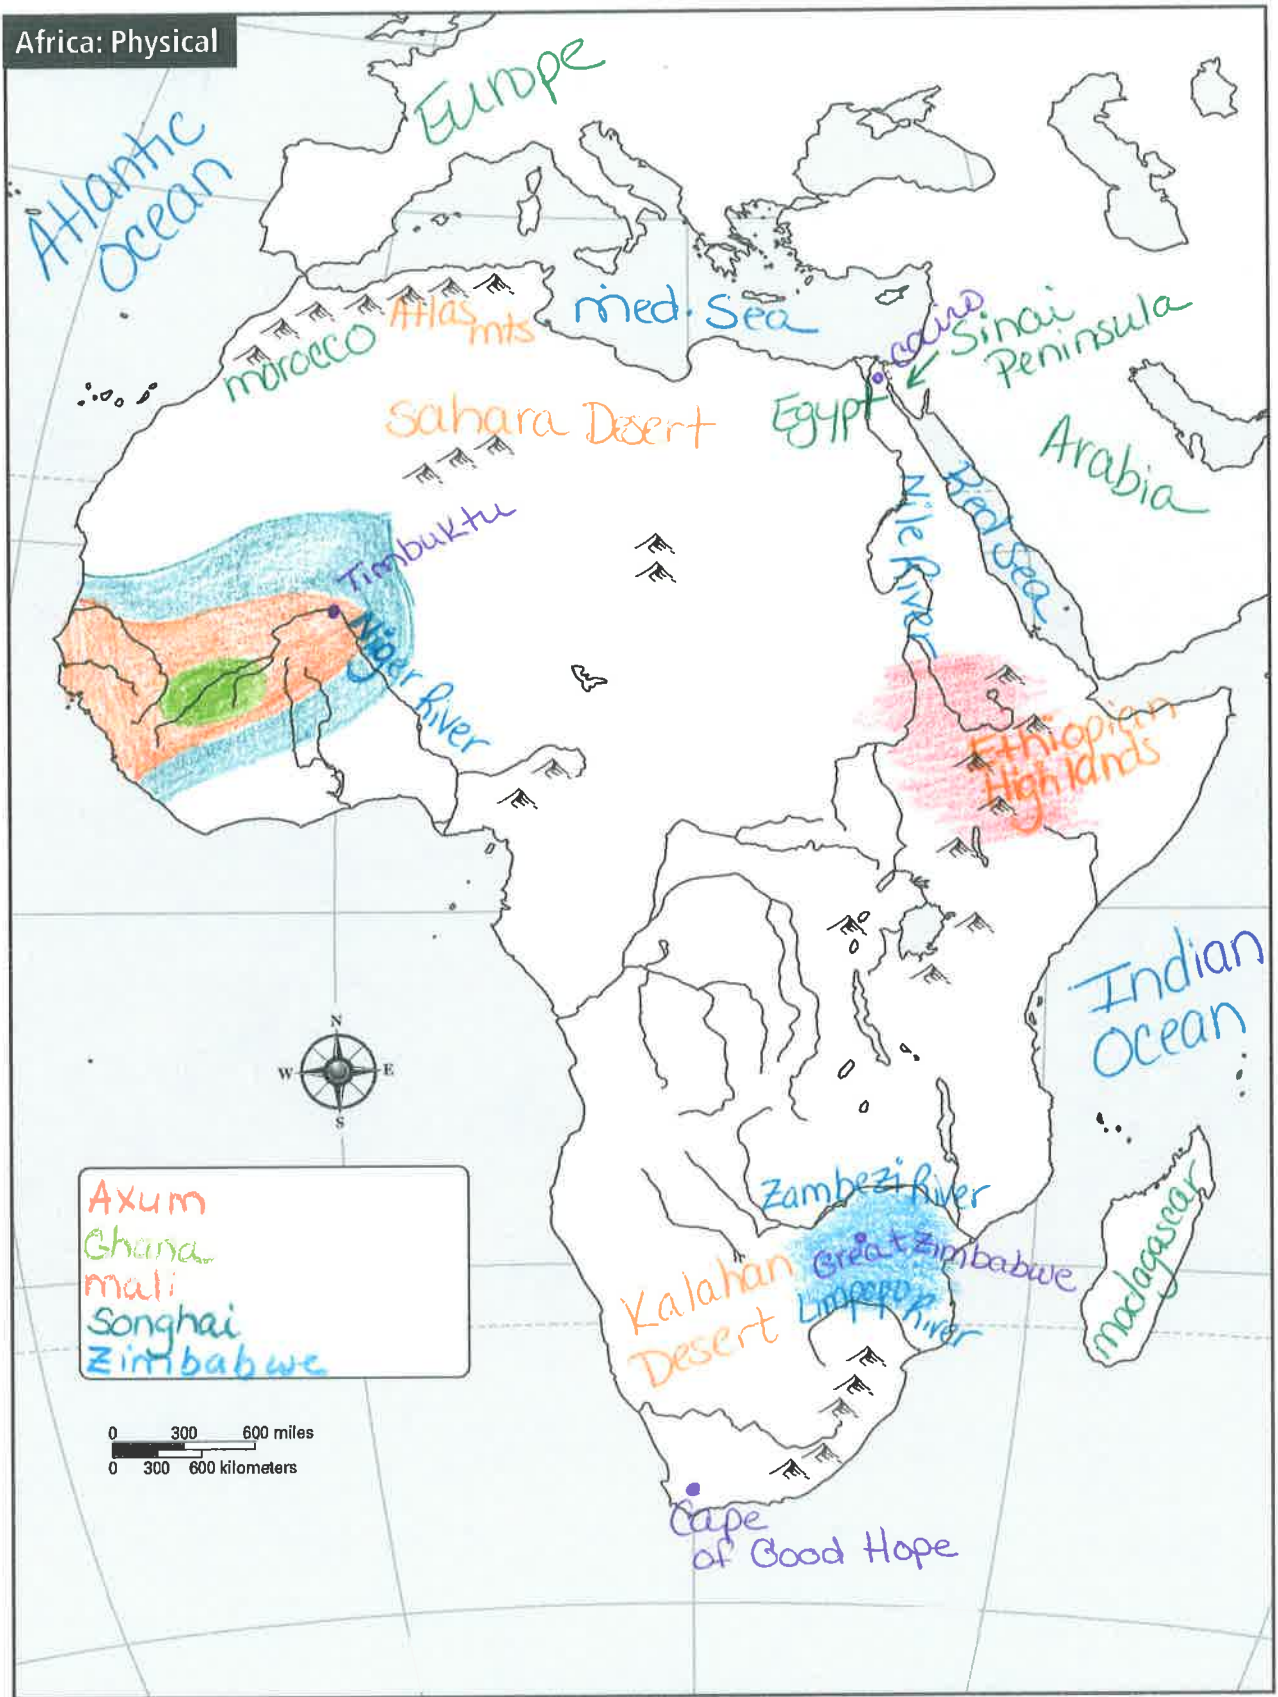 Africa: Physical
Europe
Atlantic
Ocean
Atlas
mts
morocco
med. Sea
Cairo
Sinai
Peninsula
Egypt
Sahara Desert
Arabia
Nile River
Red Sea
Timbuktu
Niger River
Ethiopian
Highlands
Indian
Ocean
N
W
E
S
Axum
Ghana
mali
Songhai
Zimbabwe
Zambezi River
Great Zimbabwe
Limpopo River
Kalahari
Desert
madagascar
0 300 600 miles
0 300 600 kilometers
Cape
of Good Hope